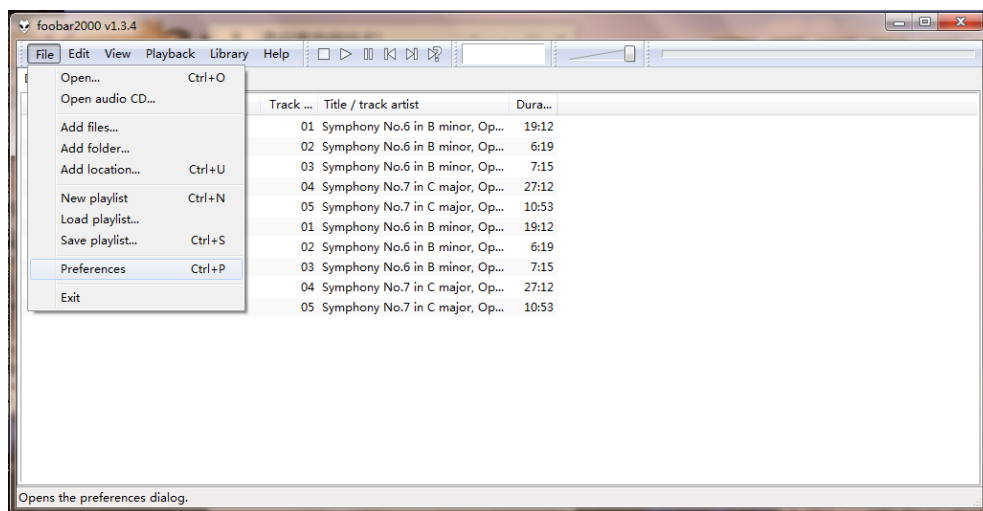 foobar2000 v1.3.4
File Edit View Playback Library Help
Open... Ctrl+O
Open audio CD...
Add files...
Add folder...
Add location... Ctrl+U
New playlist Ctrl+N
Load playlist...
Save playlist... Ctrl+S
Preferences Ctrl+P
Exit
Track ... Title / track artist Dura...
01 Symphony No.6 in B minor, Op... 19:12
02 Symphony No.6 in B minor, Op... 6:19
03 Symphony No.6 in B minor, Op... 7:15
04 Symphony No.7 in C major, Op... 27:12
05 Symphony No.7 in C major, Op... 10:53
01 Symphony No.6 in B minor, Op... 19:12
02 Symphony No.6 in B minor, Op... 6:19
03 Symphony No.6 in B minor, Op... 7:15
04 Symphony No.7 in C major, Op... 27:12
05 Symphony No.7 in C major, Op... 10:53
Opens the preferences dialog.